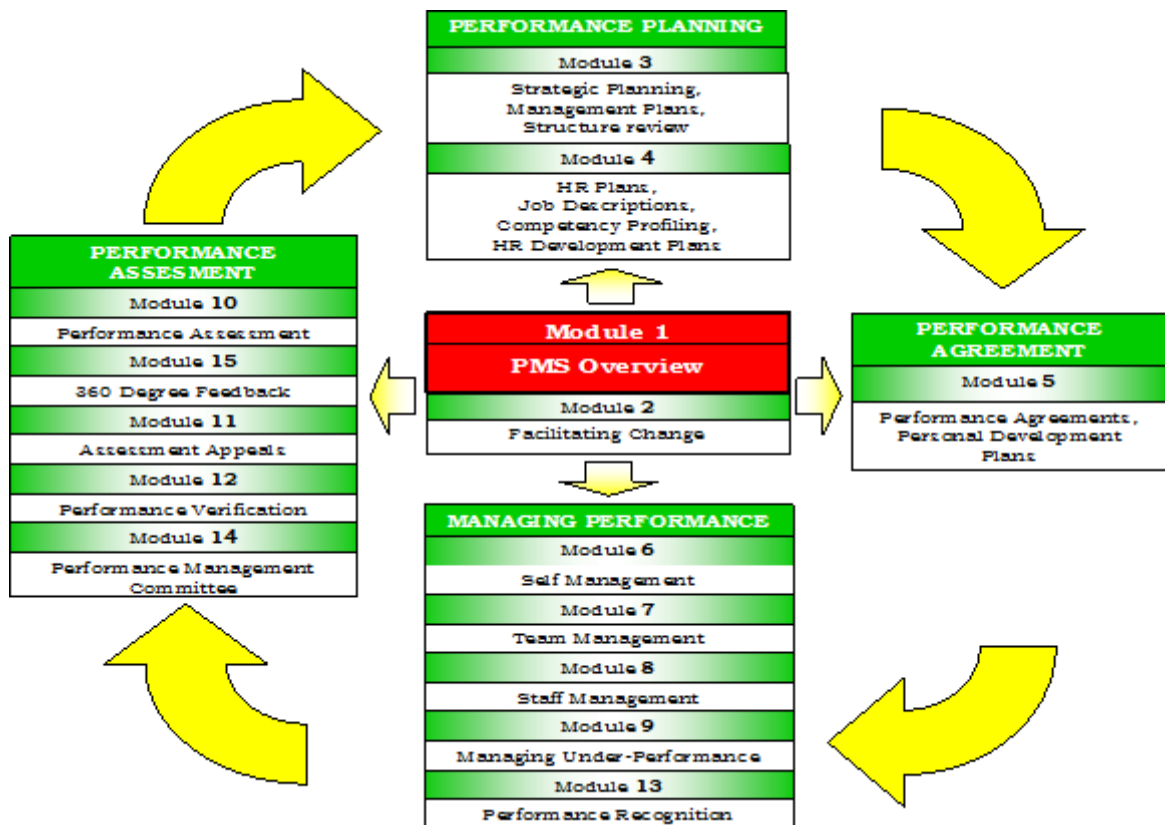 PERFORMANCE PLANNING
Module 3
Strategic Planning,
Management Plans,
Structure review
Module 4
HR Plans,
Job Descriptions,
Competency Profiling,
HR Development Plans
PERFORMANCE
ASSESMENT
Module 10
Performance Assessment
Module 15
360 Degree Feedback
Module 11
Assessment Appeals
Module 12
Performance Verification
Module 14
Performance Management
Committee
Module 1
PMS Overview
Module 2
Facilitating Change
PERFORMANCE
AGREEMENT
Module 5
Performance Agreements,
Personal Development
Plans
MANAGING PERFORMANCE
Module 6
Self Management
Module 7
Team Management
Module 8
Staff Management
Module 9
Managing Under-Performance
Module 13
Performance Recognition